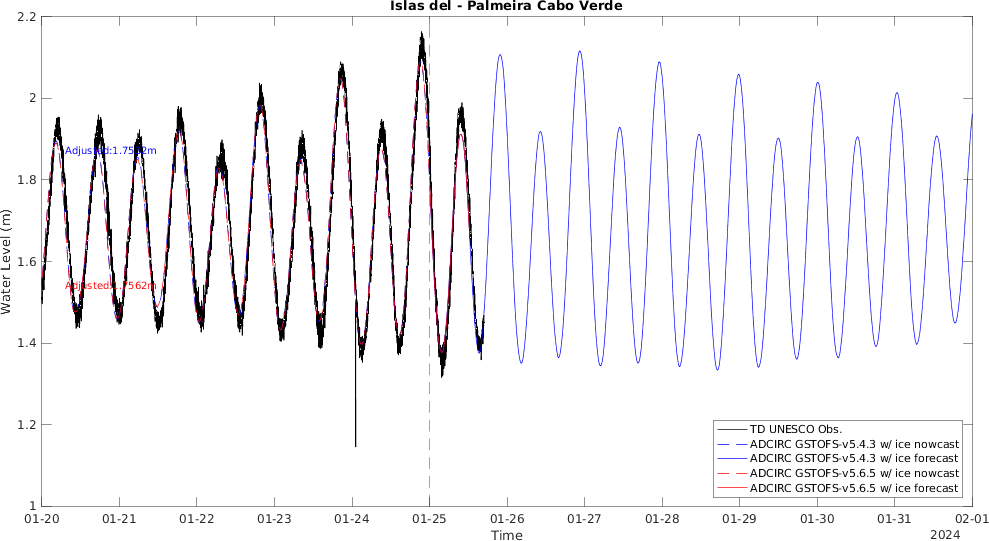 Islas del - Palmeira Cabo Verde
Water Level (m)
2.2
2
1.8
1.6
1.4
1.2
1
Adjusted:1.7562m
Adjusted:1.7562m
TD UNESCO Obs.
ADCIRC GSTOFS-v5.4.3 w/ ice nowcast
ADCIRC GSTOFS-v5.4.3 w/ ice forecast
ADCIRC GSTOFS-v5.6.5 w/ ice nowcast
ADCIRC GSTOFS-v5.6.5 w/ ice forecast
01-20 01-21 01-22 01-23 01-24 01-25 01-26 01-27 01-28 01-29 01-30 01-31 02-01
Time
2024